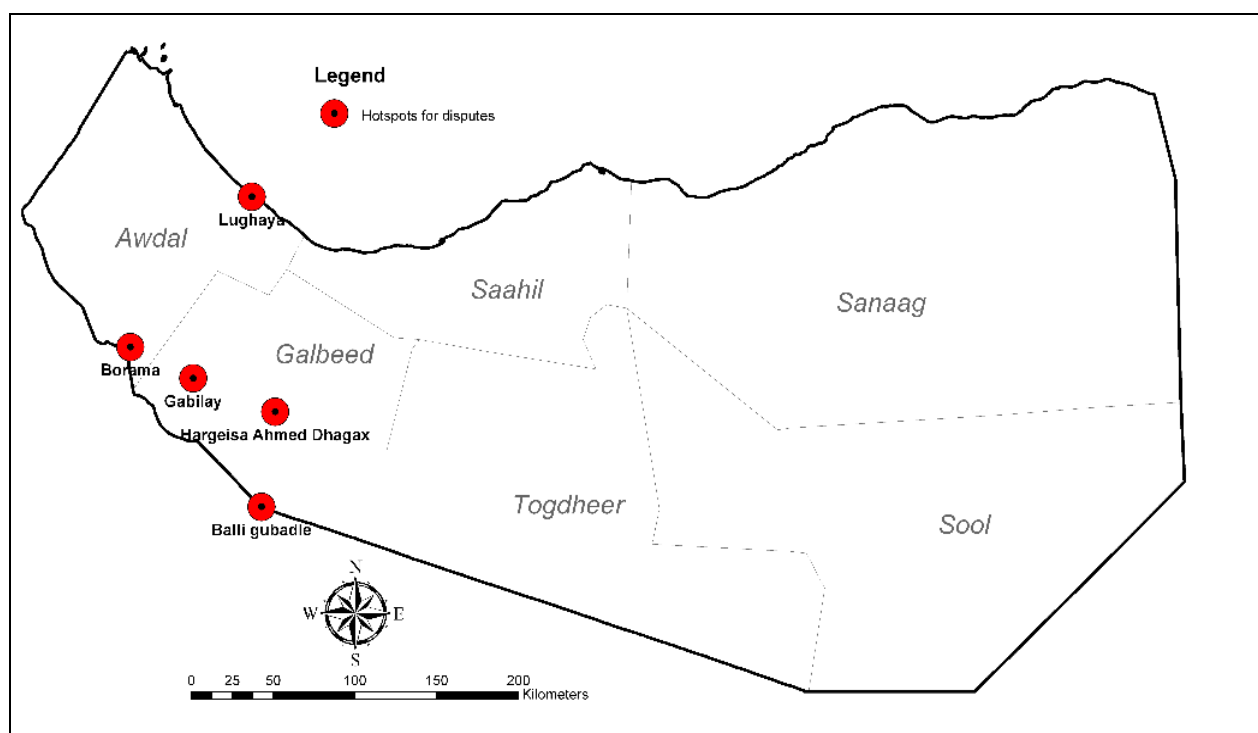 Legend
Hotspots for disputes
Lughaya
Awdal
Saahil
Sanaag
Galbeed
Borama
Gabilay
Hargeisa Ahmed Dhagax
Togdheer
Sool
Balli gubadle
N
W E
S
0 25 50 100 150 200
Kilometers